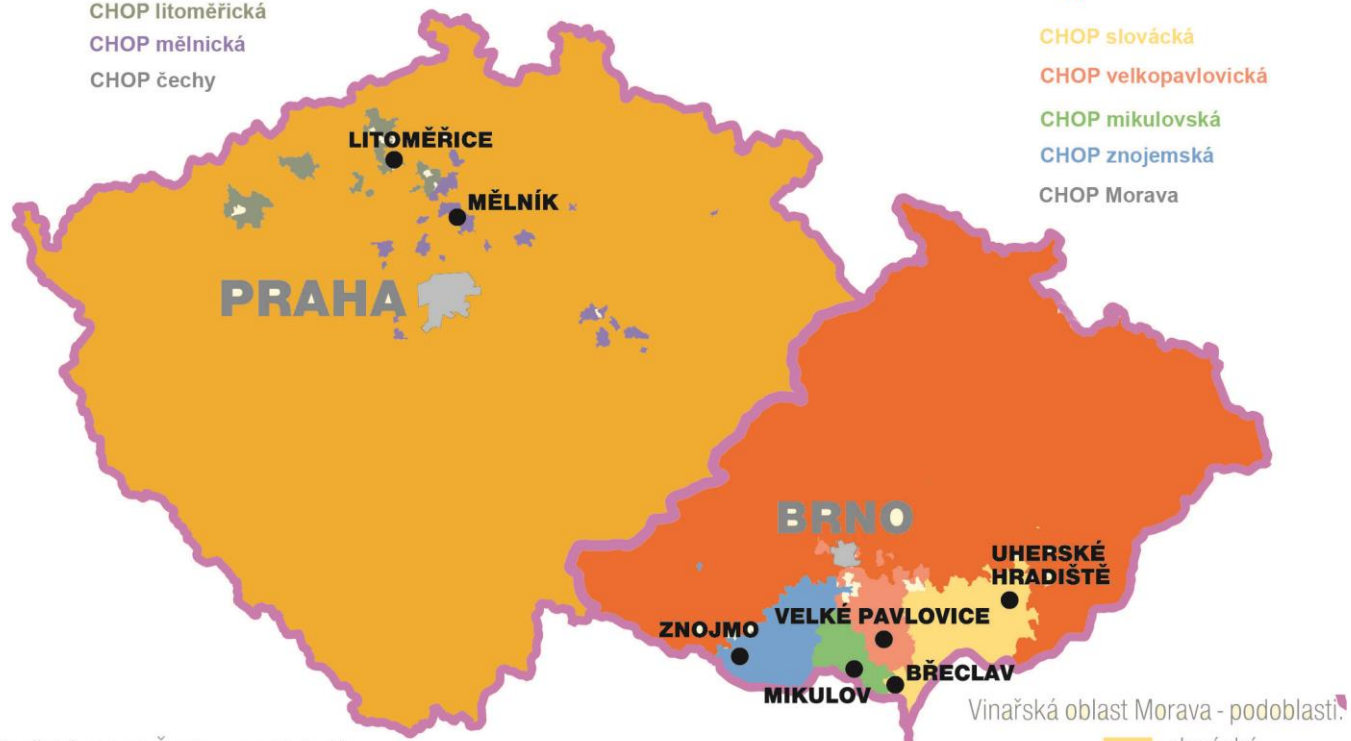 CHOP litoměřická
CHOP mělnická
CHOP čechy
CHOP slovácká
CHOP velkopavlovická
CHOP mikulovská
CHOP znojemská
CHOP Morava
LITOMĚŘICE
MĚLNÍK
PRAHA
BRNO
UHERSKÉ
HRADIŠTĚ
VELKÉ PAVLOVICE
ZNOJMO
BŘECLAV
MIKULOV
Vinařská oblast Morava - podoblasti: